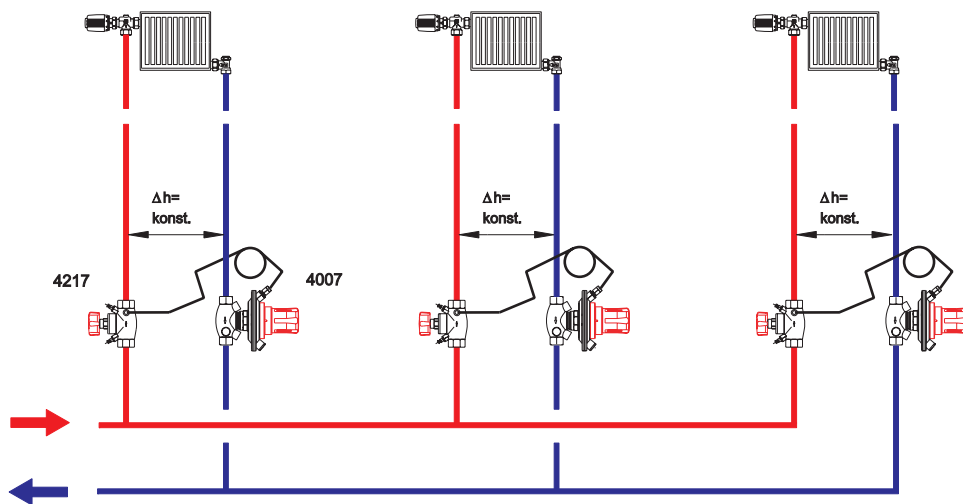 Δh=
konst.
Δh=
konst.
Δh=
konst.
4217
4007